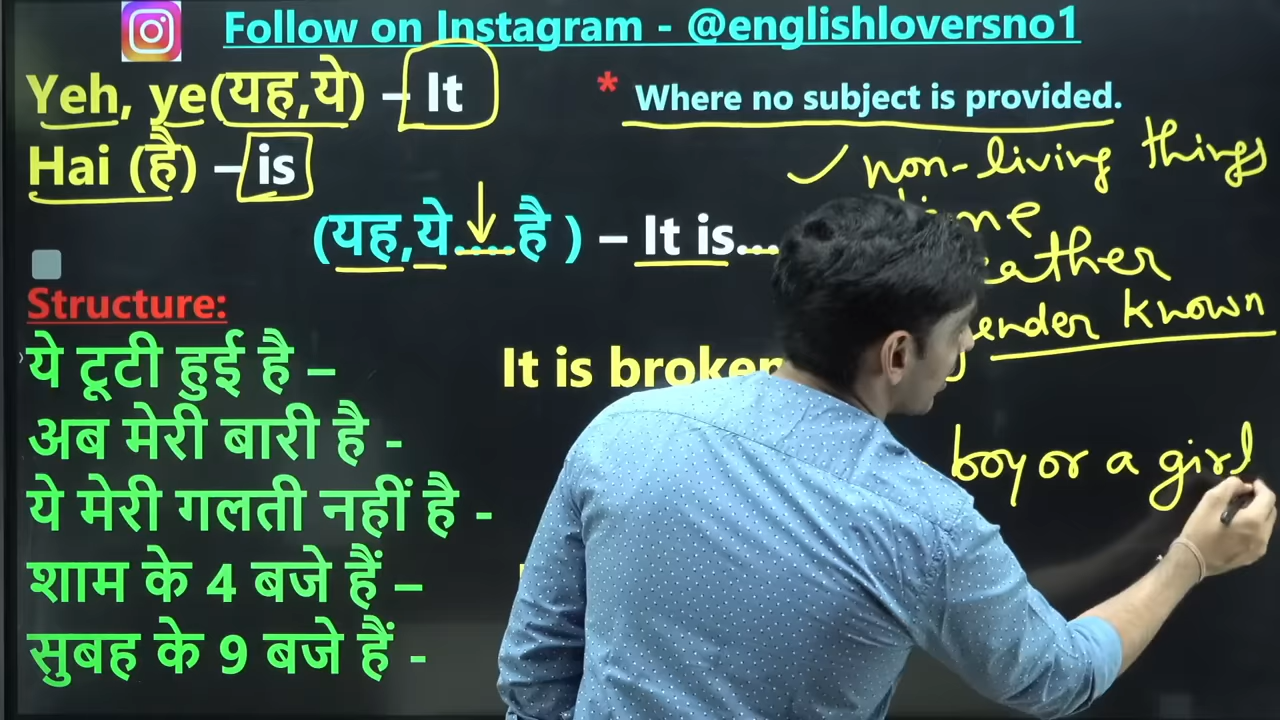 Follow on Instagram - @englishloversno1
Yeh, ye(यह,ये) – It
* Where no subject is provided.
non-living things
Hai (है) – is
(यह,ये.....है ) – It is...
known
Structure:
ये टूटी हुई है –
It is broken
अब मेरी बारी है -
boy or a girl
ये मेरी गलती नहीं है -
शाम के 4 बजे हैं –
सुबह के 9 बजे हैं -